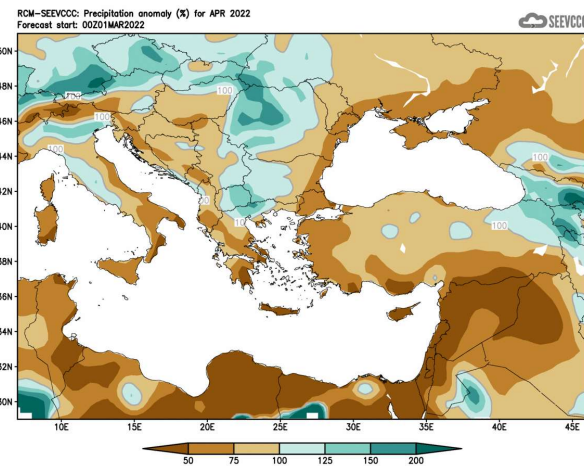 RCM-SEEVCCC: Precipitation anomaly (%) for APR 2022
Forecast start: 00Z01MAR2022
SEEVCCC
50N
48N
46N
44N
42N
40N
38N
36N
34N
32N
30N
100
100
100
100
100
100
10E 15E 20E 25E 30E 35E 40E 45E
50 75 100 125 150 200